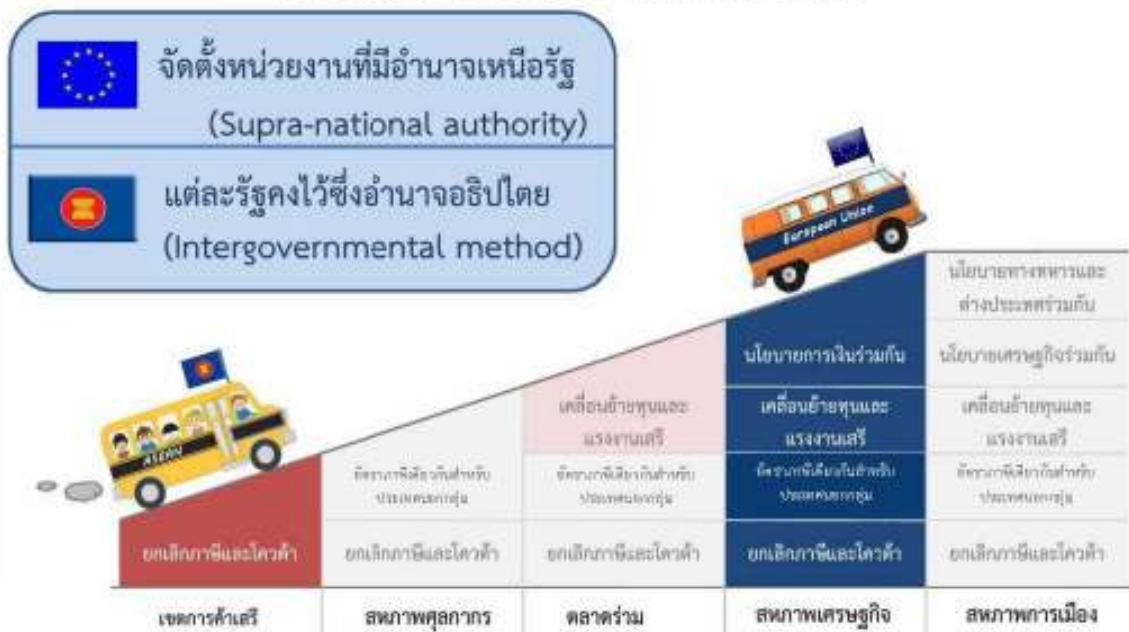 จัดตั้งหน่วยงานที่มีอำนาจเหนือรัฐ
(Supra-national authority)
แต่ละรัฐคงไว้ซึ่งอำนาจอธิปไตย
(Intergovernmental method)
European Union
ASEAN
นโยบายทางทหารและ
ต่างประเทศร่วมกัน
นโยบายการเงินร่วมกัน
นโยบายเศรษฐกิจร่วมกัน
เคลื่อนย้ายทุนและ
แรงงานเสรี
เคลื่อนย้ายทุนและ
แรงงานเสรี
เคลื่อนย้ายทุนและ
แรงงานเสรี
อัตราภาษีเดียวกันสำหรับ
ประเทศนอกกลุ่ม
อัตราภาษีเดียวกันสำหรับ
ประเทศนอกกลุ่ม
อัตราภาษีเดียวกันสำหรับ
ประเทศนอกกลุ่ม
อัตราภาษีเดียวกันสำหรับ
ประเทศนอกกลุ่ม
ยกเลิกภาษีและโควต้า
ยกเลิกภาษีและโควต้า
ยกเลิกภาษีและโควต้า
ยกเลิกภาษีและโควต้า
ยกเลิกภาษีและโควต้า
เขตการค้าเสรี
สหภาพศุลกากร
ตลาดร่วม
สหภาพเศรษฐกิจ
สหภาพการเมือง